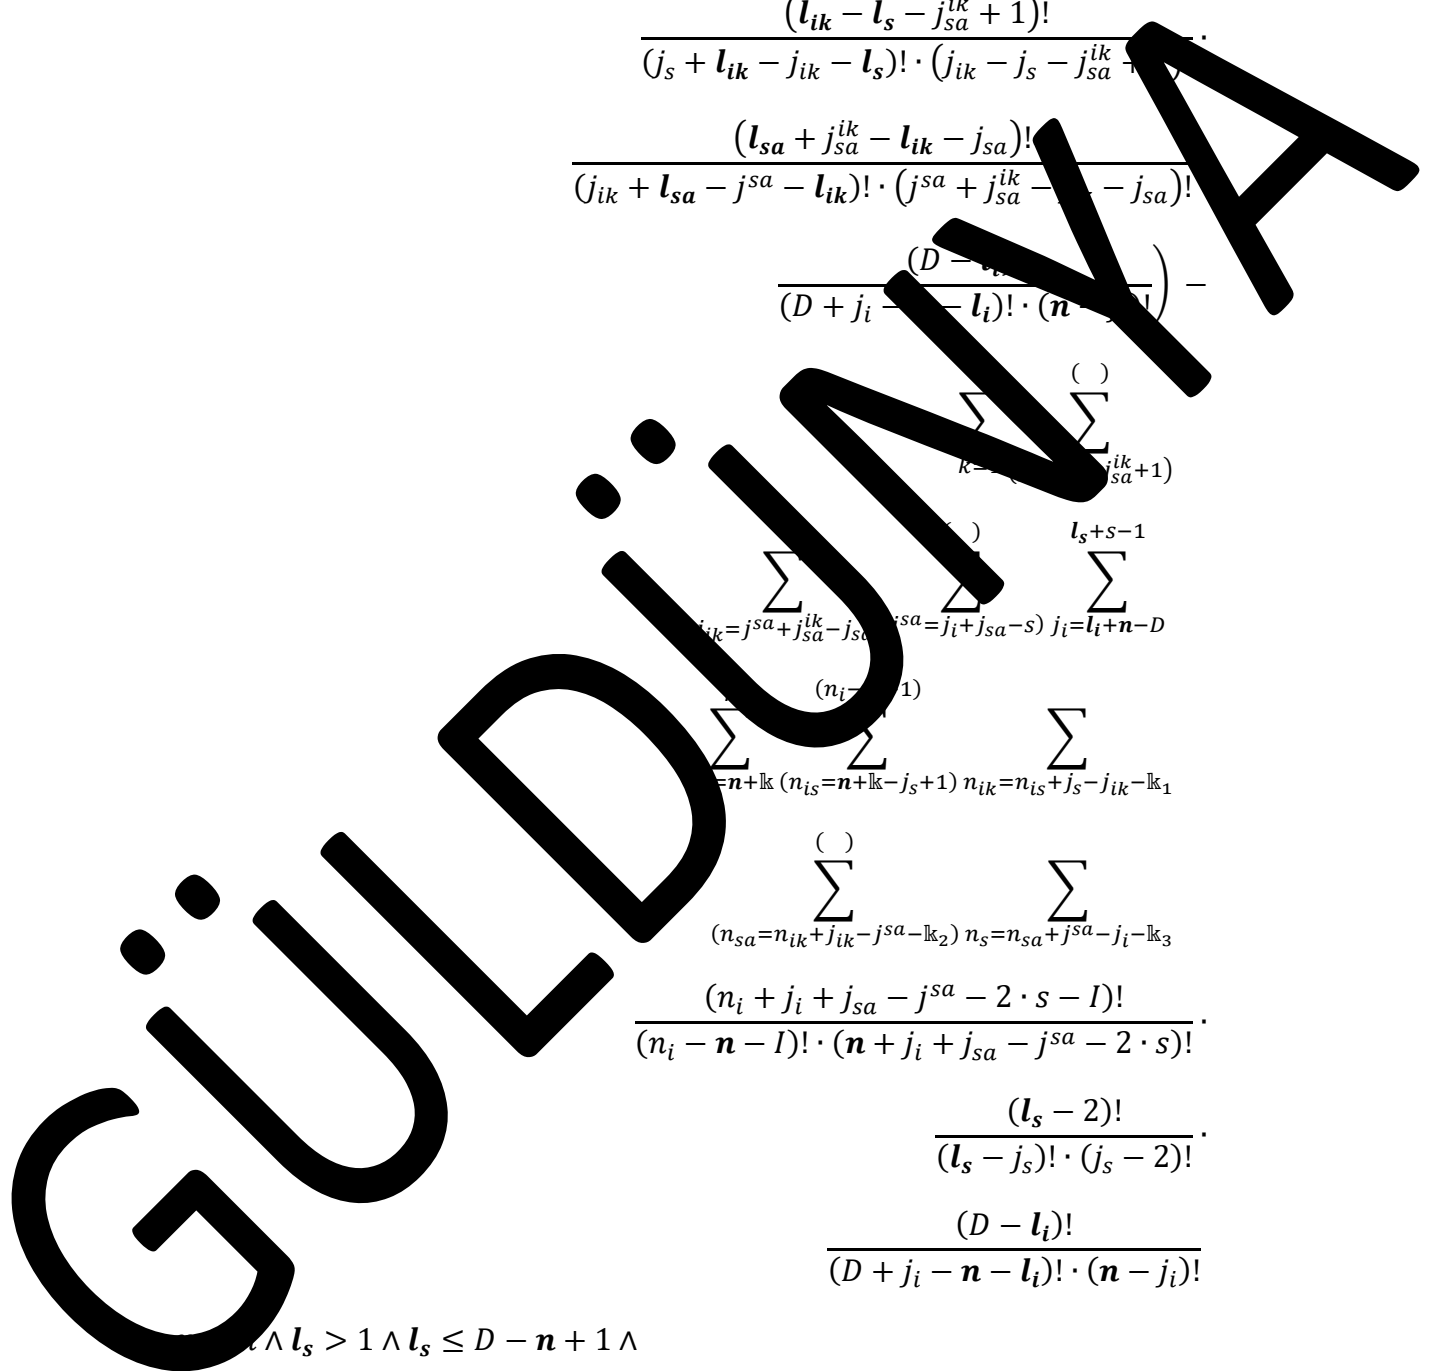 (l_ik − l_s − j_sa^ik + 1)!
(j_s + l_ik − j_ik − l_s)! · (j_ik − j_s − j_sa^ik + ·
(l_sa + j_sa^ik − l_ik − j_sa)!
(j_ik + l_sa − j^sa − l_ik)! · (j^sa + j_sa^ik − − j_sa)!
(D −
(D + j_i − − l_i)! · (n − )! ) −
( )
∑ ∑
j_sa^ik+1)
( ) l_s+s−1
∑ ∑ ∑
j_ik=j^sa+j_sa^ik−j_sa j^sa=j_i+j_sa−s) j_i=l_i+n−D
(n_i− 1)
∑ ∑ ∑
=n+𝕜 (n_is=n+𝕜−j_s+1) n_ik=n_is+j_s−j_ik−𝕜_1
( )
∑ ∑
(n_sa=n_ik+j_ik−j^sa−𝕜_2) n_s=n_sa+j^sa−j_i−𝕜_3
(n_i + j_i + j_sa − j^sa − 2 · s − I)!
(n_i − n − I)! · (n + j_i + j_sa − j^sa − 2 · s)! ·
(l_s − 2)!
(l_s − j_s)! · (j_s − 2)! ·
(D − l_i)!
(D + j_i − n − l_i)! · (n − j_i)!
∧ l_s > 1 ∧ l_s ≤ D − n + 1 ∧
GÜLDÜNYA